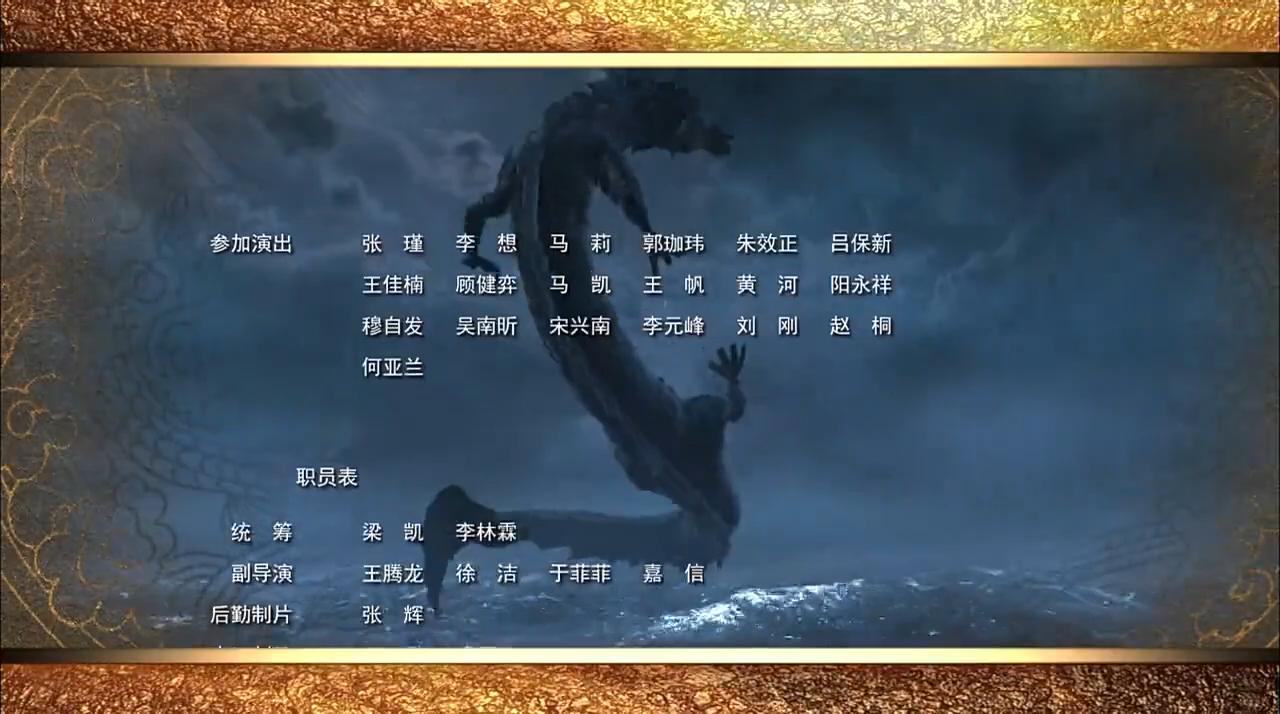 参加演出 张 瑾 李 想 马 莉 郭珈玮 朱效正 吕保新
王佳楠 顾健弈 马 凯 王 帆 黄 河 阳永祥
穆自发 吴南昕 宋兴南 李元峰 刘 刚 赵 桐
何亚兰
职员表
统 筹 梁 凯 李林霖
副导演 王腾龙 徐 洁 于菲菲 嘉 信
后勤制片 张 辉